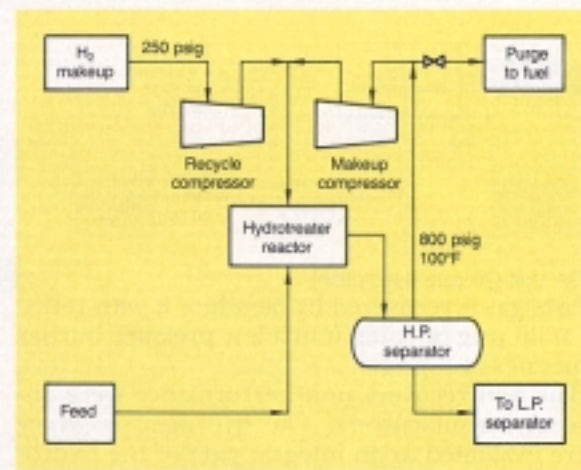 H₂
makeup
250 psig
Purge
to fuel
Recycle
compressor
Makeup
compressor
Hydrotreater
reactor
800 psig
100°F
H.P.
separator
Feed
To L.P.
separator